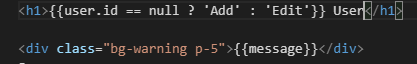 <h1>{{user.id == null ? 'Add' : 'Edit'}} User</h1>
<div class="bg-warning p-5">{{message}}</div>